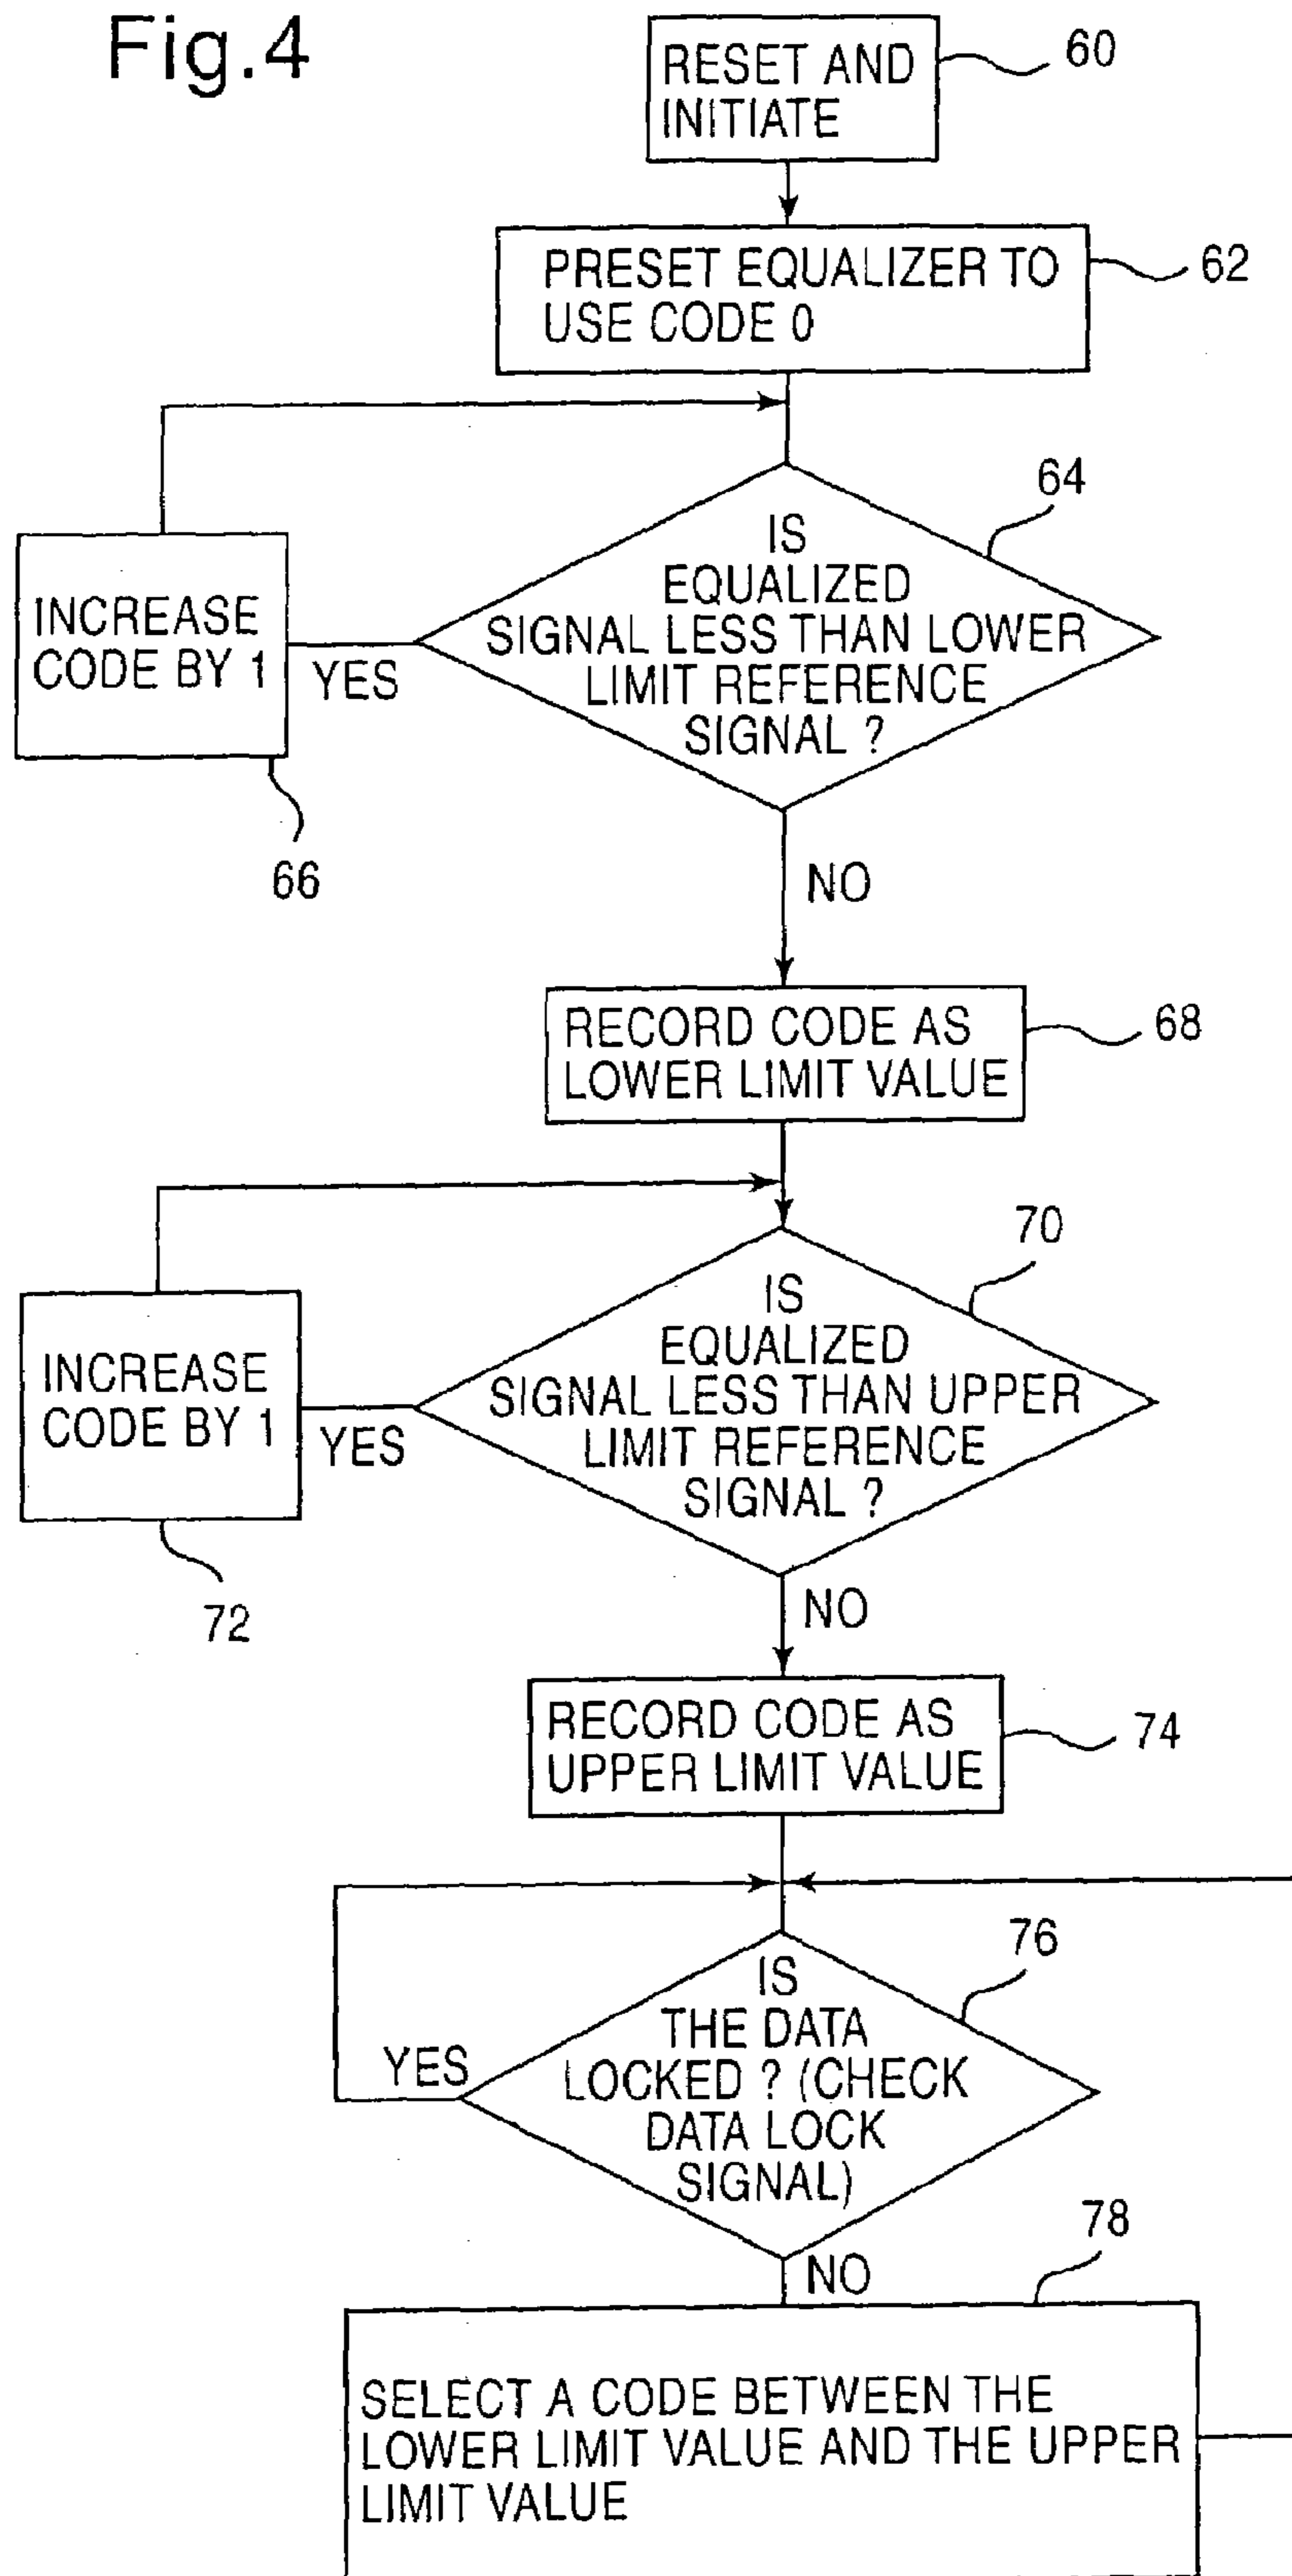 Fig.4
RESET AND
INITIATE
60
PRESET EQUALIZER TO
USE CODE 0
62
64
IS
EQUALIZED
SIGNAL LESS THAN LOWER
LIMIT REFERENCE
SIGNAL ?
INCREASE
CODE BY 1
YES
66
NO
RECORD CODE AS
LOWER LIMIT VALUE
68
70
IS
EQUALIZED
SIGNAL LESS THAN UPPER
LIMIT REFERENCE
SIGNAL ?
INCREASE
CODE BY 1
YES
72
NO
RECORD CODE AS
UPPER LIMIT VALUE
74
76
IS
THE DATA
LOCKED ? (CHECK
DATA LOCK
SIGNAL)
YES
78
NO
SELECT A CODE BETWEEN THE
LOWER LIMIT VALUE AND THE UPPER
LIMIT VALUE